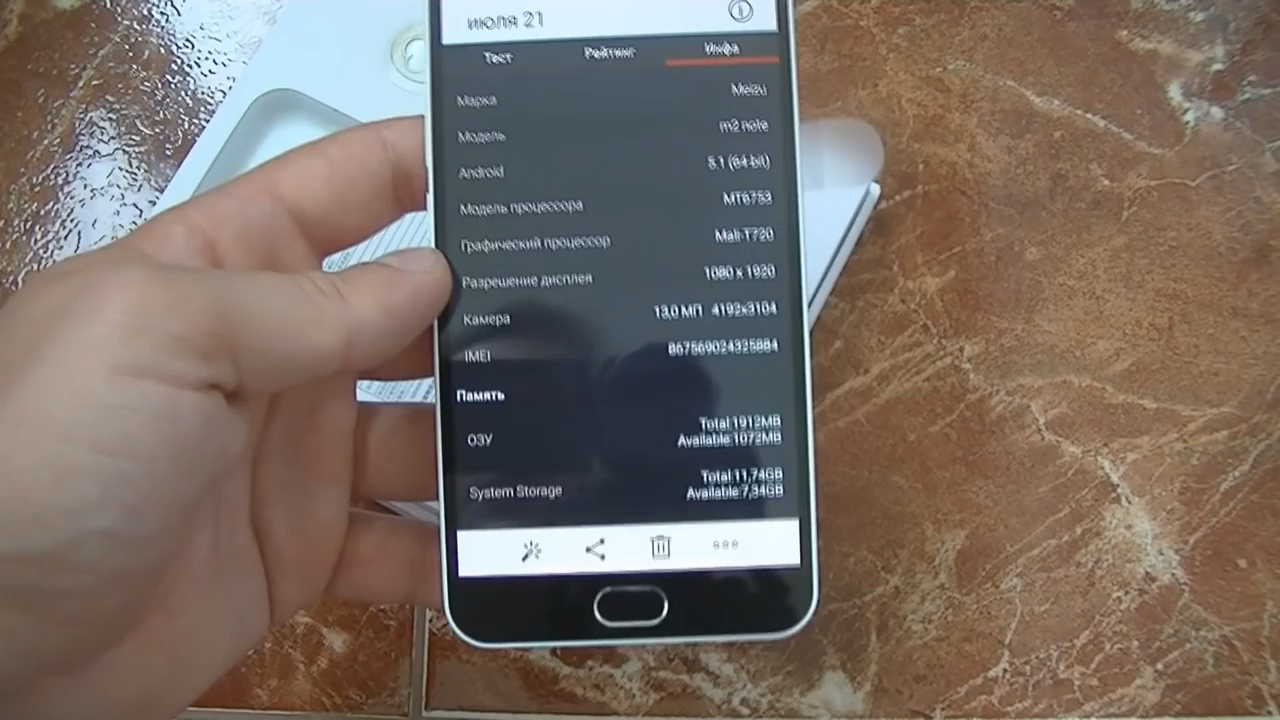 июля 21
Тест Рейтинг Инфа
Марка Meizu
Модель m2 note
Android 5.1 (64-bit)
Модель процессора MT6753
Графический процессор Mali-T720
Разрешение дисплея 1080 x 1920
Камера 13,0 МП 4192x3104
IMEI 867569024325884
Память
ОЗУ Total:1912MB
Available:1072MB
System Storage Total:11,74GB
Available:7,34GB